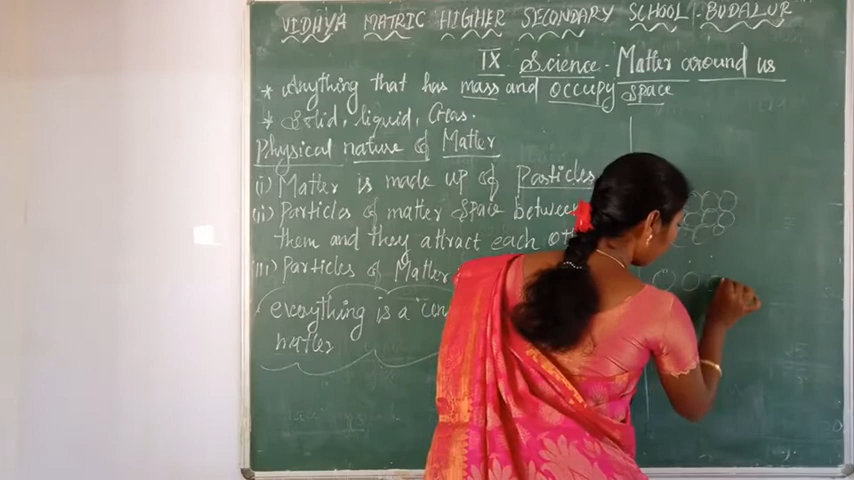 VIDHYA MATRIC HIGHER SECONDARY SCHOOL, BUDALUR
IX Science - Matter around us
* Anything that has mass and occupy space
* Solid, liquid, Gas.
Physical nature of Matter
(i) Matter is made up of Particles
(ii) Particles of matter space between
them and they attract each
(iii) Particles of Matter
everything is a
matter